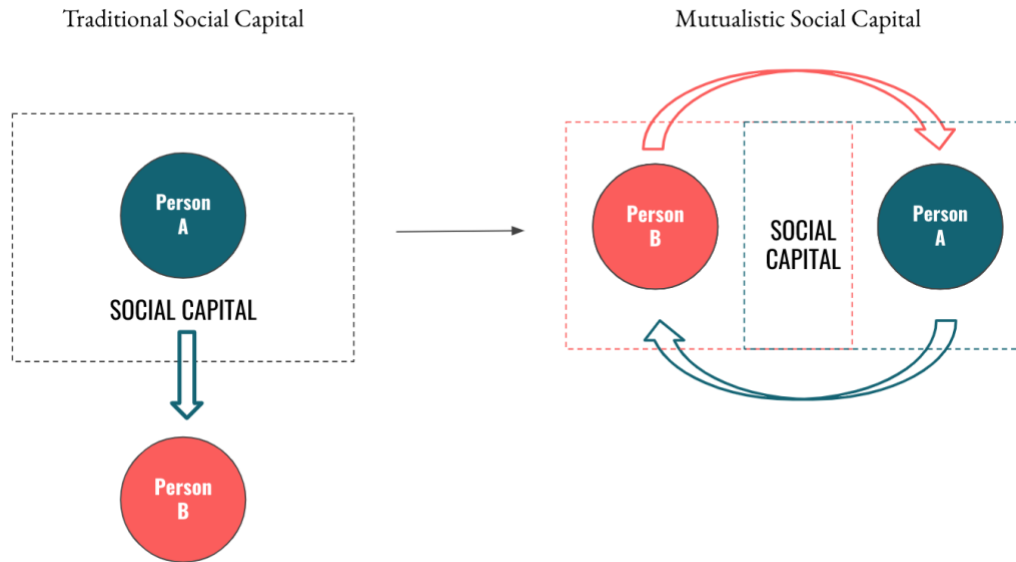 Traditional Social Capital
Person
A
SOCIAL CAPITAL
Person
B
Mutualistic Social Capital
Person
B
SOCIAL
CAPITAL
Person
A